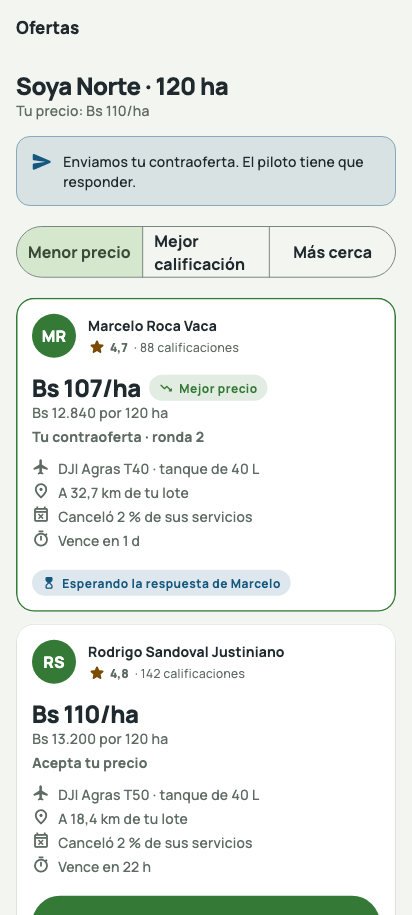 Ofertas
Soya Norte · 120 ha
Tu precio: Bs 110/ha
Enviamos tu contraoferta. El piloto tiene que
responder.
Menor precio
Mejor
calificación
Más cerca
MR
Marcelo Roca Vaca
4,7 · 88 calificaciones
Bs 107/ha
Mejor precio
Bs 12.840 por 120 ha
Tu contraoferta · ronda 2
DJI Agras T40 · tanque de 40 L
A 32,7 km de tu lote
Canceló 2 % de sus servicios
Vence en 1 d
Esperando la respuesta de Marcelo
RS
Rodrigo Sandoval Justiniano
4,8 · 142 calificaciones
Bs 110/ha
Bs 13.200 por 120 ha
Acepta tu precio
DJI Agras T50 · tanque de 40 L
A 18,4 km de tu lote
Canceló 2 % de sus servicios
Vence en 22 h